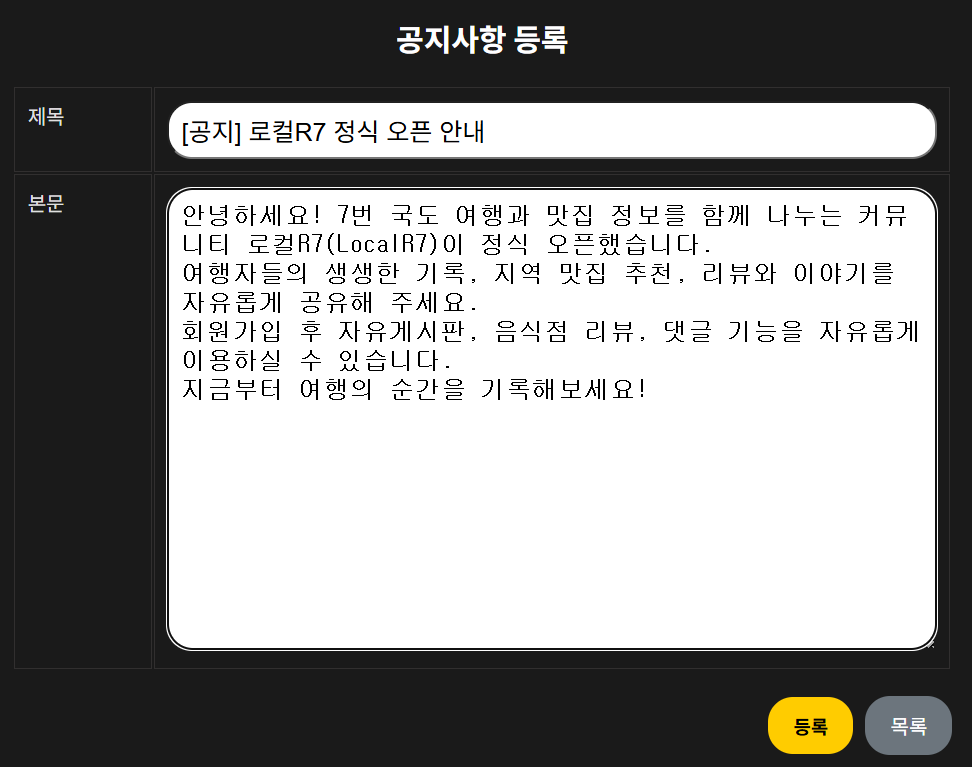 공지사항 등록
제목
[공지] 로컬R7 정식 오픈 안내
본문
안녕하세요! 7번 국도 여행과 맛집 정보를 함께 나누는 커뮤
니티 로컬R7(LocalR7)이 정식 오픈했습니다.
여행자들의 생생한 기록, 지역 맛집 추천, 리뷰와 이야기를
자유롭게 공유해 주세요.
회원가입 후 자유게시판, 음식점 리뷰, 댓글 기능을 자유롭게
이용하실 수 있습니다.
지금부터 여행의 순간을 기록해보세요!
등록 목록